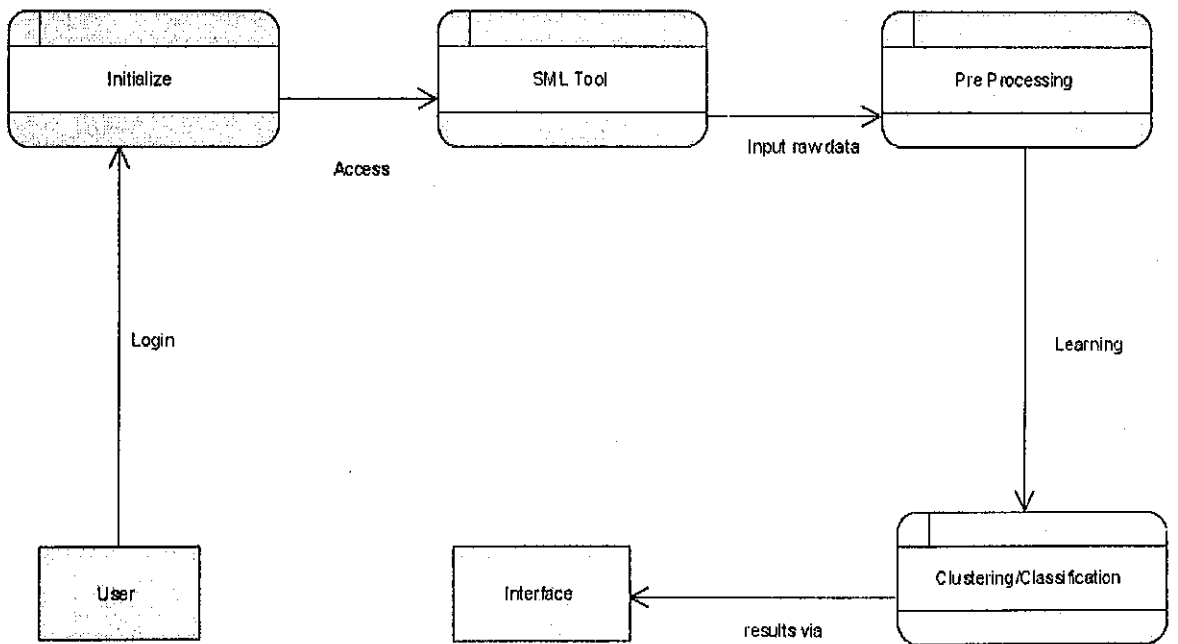 Initialize
SML Tool
Pre Processing
Access
Input raw data
Login
Learning
User
Interface
Clustering/Classification
results via